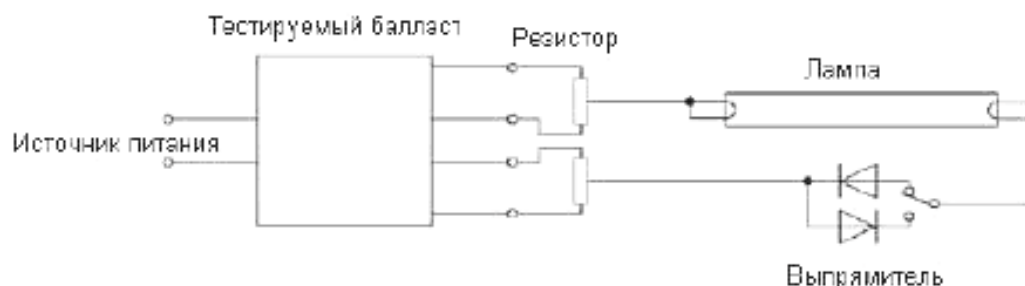 Тестируемый балласт
Резистор
Лампа
Источник питания
Выпрямитель